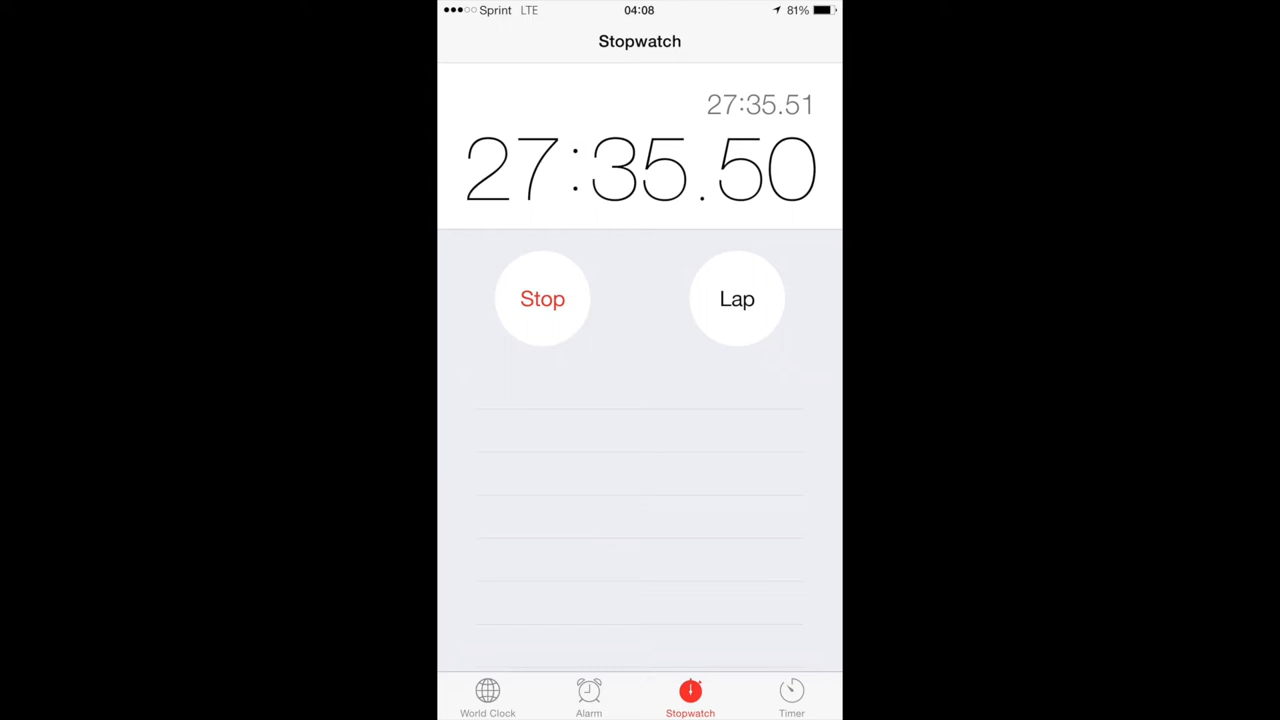 Sprint LTE 04:08 81%
Stopwatch
27:35.51
27:35.50
Stop Lap
World Clock Alarm Stopwatch Timer